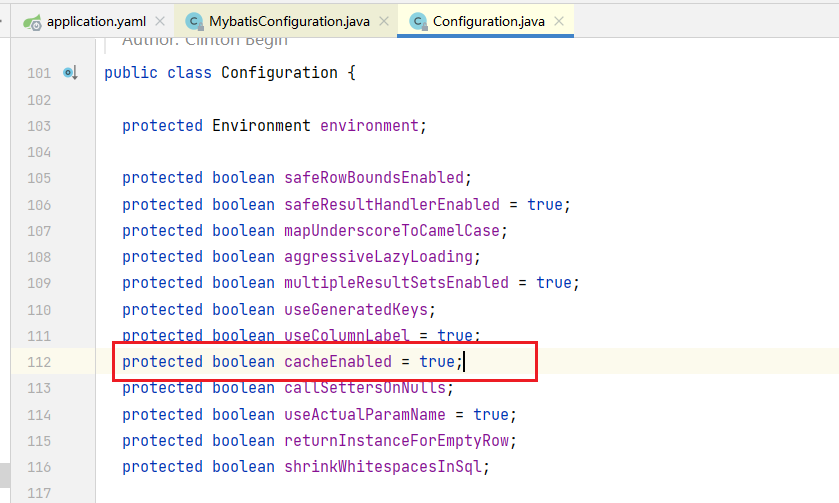 application.yaml MybatisConfiguration.java Configuration.java
Author: Clinton Begin
101 public class Configuration {
102
103 protected Environment environment;
104
105 protected boolean safeRowBoundsEnabled;
106 protected boolean safeResultHandlerEnabled = true;
107 protected boolean mapUnderscoreToCamelCase;
108 protected boolean aggressiveLazyLoading;
109 protected boolean multipleResultSetsEnabled = true;
110 protected boolean useGeneratedKeys;
111 protected boolean useColumnLabel = true;
112 protected boolean cacheEnabled = true;
113 protected boolean callSettersOnNulls;
114 protected boolean useActualParamName = true;
115 protected boolean returnInstanceForEmptyRow;
116 protected boolean shrinkWhitespacesInSql;
117